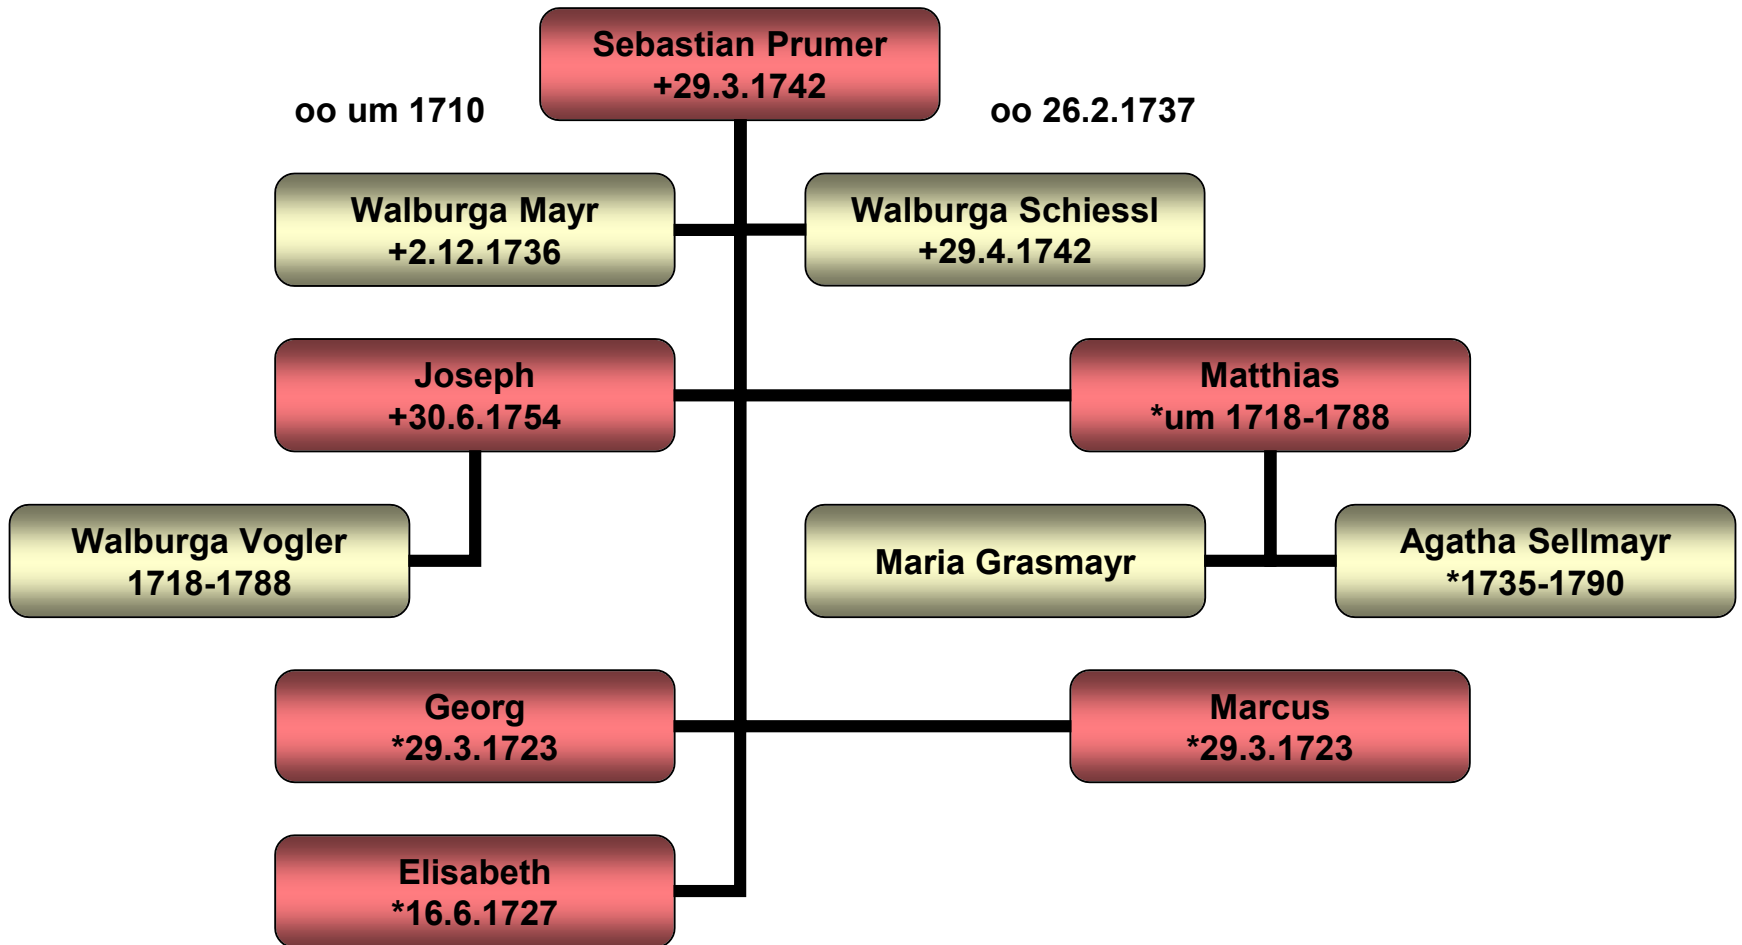 Sebastian Prumer
+29.3.1742
oo um 1710
oo 26.2.1737
Walburga Mayr
+2.12.1736
Walburga Schiessl
+29.4.1742
Joseph
+30.6.1754
Matthias
*um 1718-1788
Walburga Vogler
1718-1788
Maria Grasmayr
Agatha Sellmayr
*1735-1790
Georg
*29.3.1723
Marcus
*29.3.1723
Elisabeth
*16.6.1727